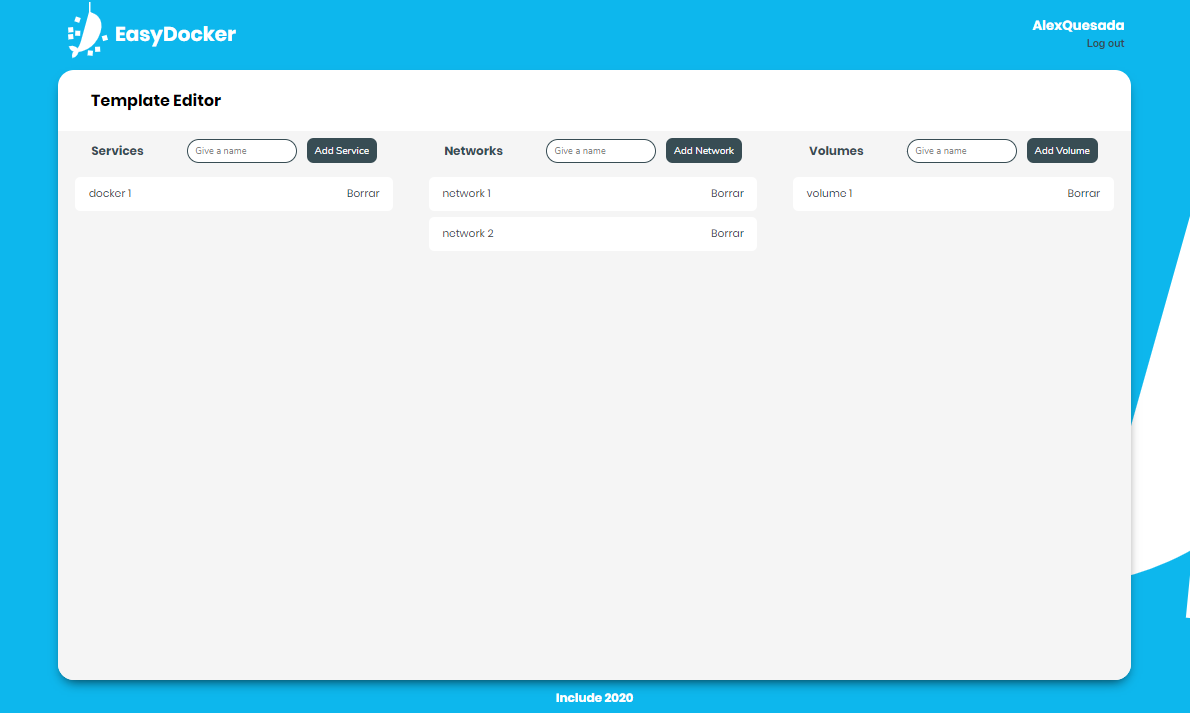 EasyDocker
AlexQuesada
Log out
Template Editor
Services
Give a name
Add Service
Networks
Give a name
Add Network
Volumes
Give a name
Add Volume
docker 1
Borrar
network 1
Borrar
volume 1
Borrar
network 2
Borrar
Include 2020